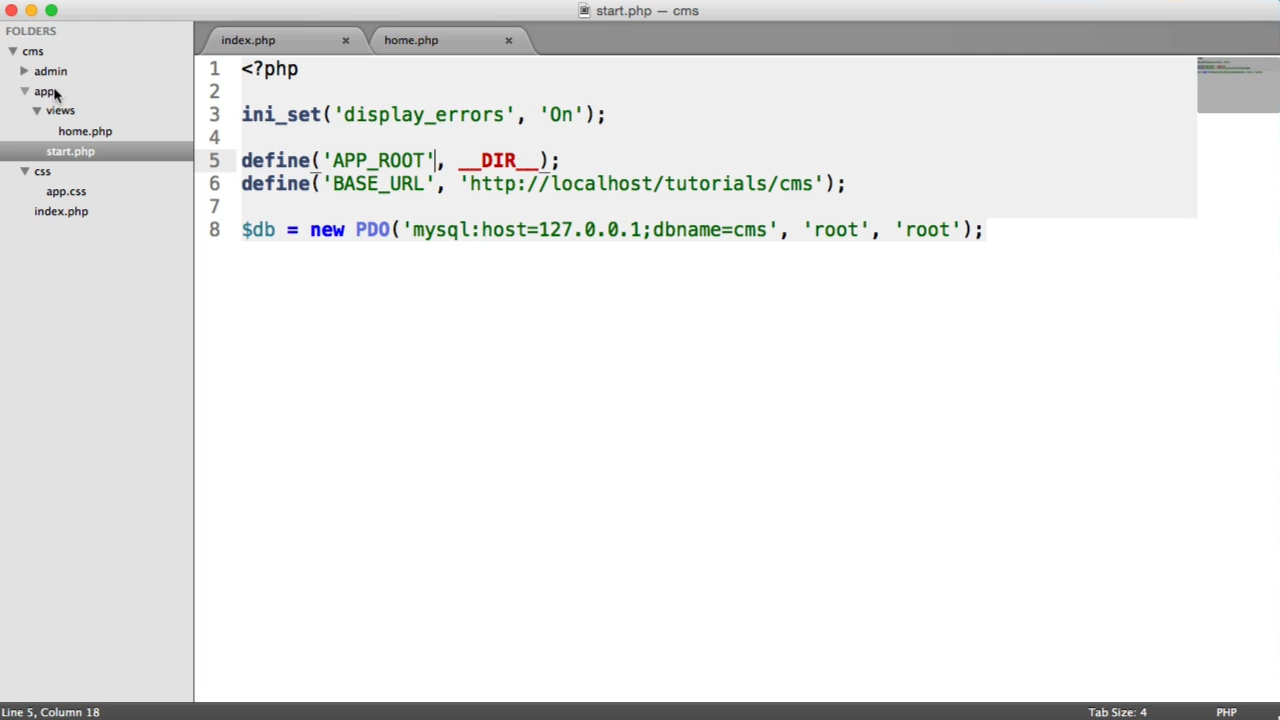 start.php — cms
FOLDERS
cms
admin
app
views
home.php
start.php
css
app.css
index.php
index.php
home.php
1 <?php
2
3 ini_set('display_errors', 'On');
4
5 define('APP_ROOT', __DIR__);
6 define('BASE_URL', 'http://localhost/tutorials/cms');
7
8 $db = new PDO('mysql:host=127.0.0.1;dbname=cms', 'root', 'root');
Line 5, Column 18
Tab Size: 4
PHP